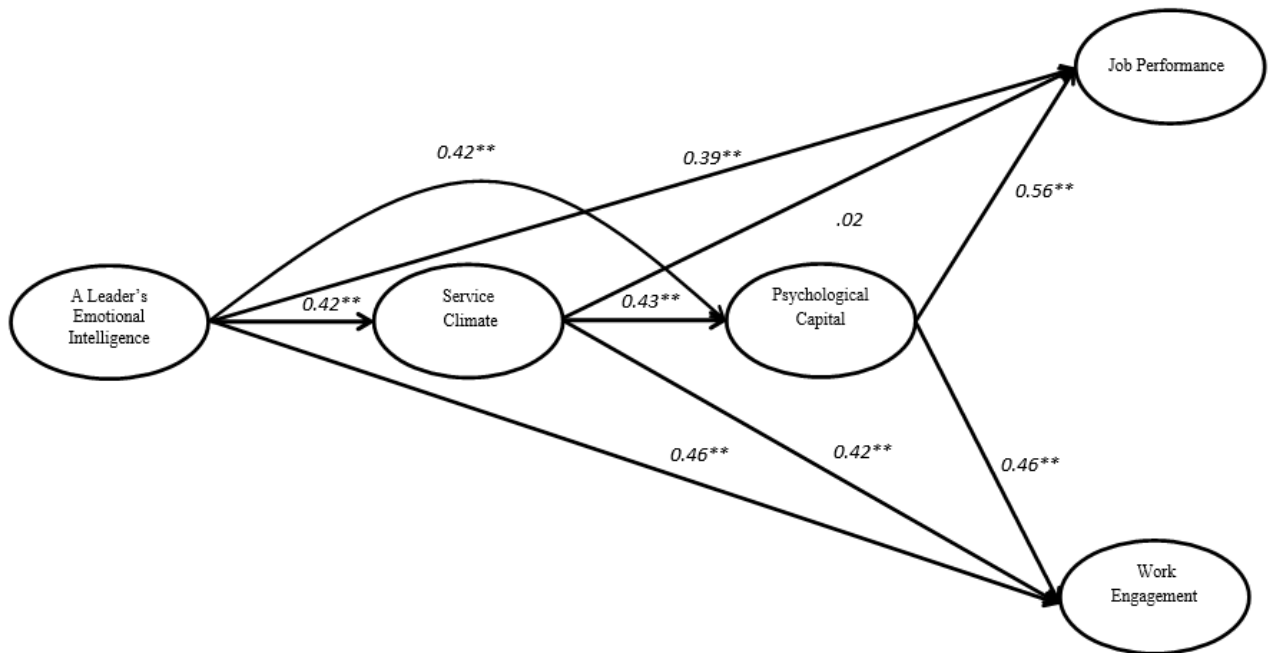 Job Performance
0.42**
0.39**
0.56**
.02
A Leader’s
Emotional
Intelligence
0.42**
Service
Climate
0.43**
Psychological
Capital
0.46**
0.42**
0.46**
Work
Engagement